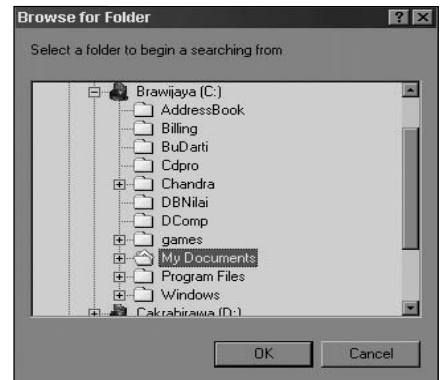 Browse for Folder
Select a folder to begin a searching from
Brawijaya (C:)
AddressBook
Billing
BuDarti
Cdpro
Chandra
DBNilai
DComp
games
My Documents
Program Files
Windows
Cakrabirawa (D:)
OK Cancel